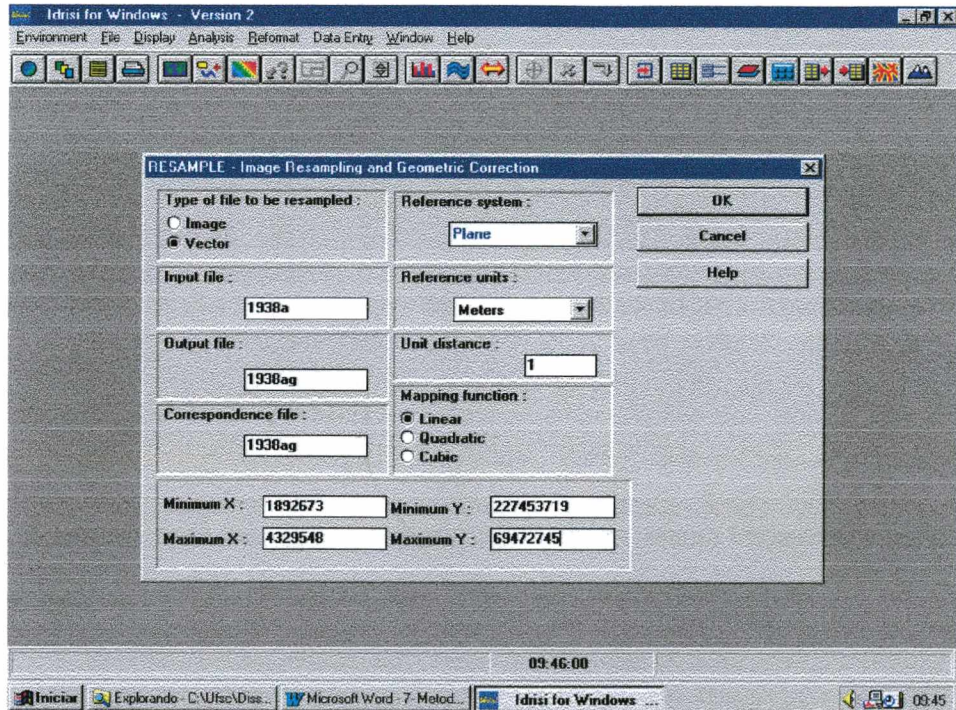 Idrisi for Windows - Version 2
Environment File Display Analysis Reformat Data Entry Window Help
RESAMPLE - Image Resampling and Geometric Correction
Type of file to be resampled :
Image
Vector
Input file :
1938a
Output file :
1938ag
Correspondence file :
1938ag
Reference system :
Plane
Reference units :
Meters
Unit distance :
1
Mapping function :
Linear
Quadratic
Cubic
OK
Cancel
Help
Minimum X : 1892673 Minimum Y : 227453719
Maximum X : 4329548 Maximum Y : 69472745
09:46:00
Iniciar Explorando - C:\Ufsc\Diss... Microsoft Word - 7- Metod... Idrisi for Windows ... 09:45